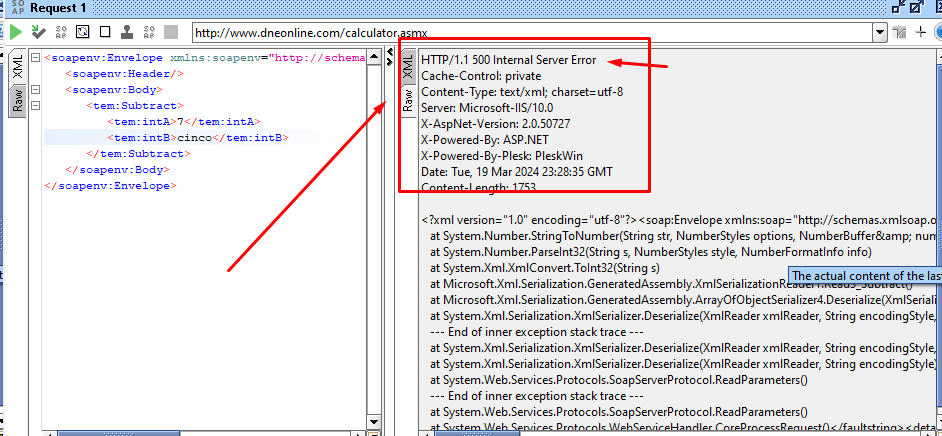 SO AP Request 1
http://www.dneonline.com/calculator.asmx
XML
Raw
<soapenv:Envelope xmlns:soapenv="http://schema
<soapenv:Header/>
<soapenv:Body>
<tem:Subtract>
<tem:intA>7</tem:intA>
<tem:intB>cinco</tem:intB>
</tem:Subtract>
</soapenv:Body>
</soapenv:Envelope>
XML
Raw
HTTP/1.1 500 Internal Server Error
Cache-Control: private
Content-Type: text/xml; charset=utf-8
Server: Microsoft-IIS/10.0
X-AspNet-Version: 2.0.50727
X-Powered-By: ASP.NET
X-Powered-By-Plesk: PleskWin
Date: Tue, 19 Mar 2024 23:28:35 GMT
Content-Length: 1753
<?xml version="1.0" encoding="utf-8"?><soap:Envelope xmlns:soap="http://schemas.xmlsoap.o
at System.Number.StringToNumber(String str, NumberStyles options, NumberBuffer&amp; num
at System.Number.ParseInt32(String s, NumberStyles style, NumberFormatInfo info)
at System.Xml.XmlConvert.ToInt32(String s)
The actual content of the las
at Microsoft.Xml.Serialization.GeneratedAssembly.XmlSerializationReader1.Read3_Subtract()
at Microsoft.Xml.Serialization.GeneratedAssembly.ArrayOfObjectSerializer4.Deserialize(XmlSeriali
at System.Xml.Serialization.XmlSerializer.Deserialize(XmlReader xmlReader, String encodingStyle,
--- End of inner exception stack trace ---
at System.Xml.Serialization.XmlSerializer.Deserialize(XmlReader xmlReader, String encodingStyle,
at System.Xml.Serialization.XmlSerializer.Deserialize(XmlReader xmlReader, String encodingStyle
at System.Web.Services.Protocols.SoapServerProtocol.ReadParameters()
--- End of inner exception stack trace ---
at System.Web.Services.Protocols.SoapServerProtocol.ReadParameters()
at System.Web.Services.Protocols.WebServiceHandler.CoreProcessRequest()</faultstring><deta